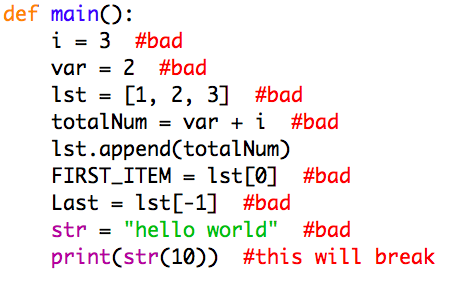 def main():
    i = 3  #bad
    var = 2  #bad
    lst = [1, 2, 3]  #bad
    totalNum = var + i  #bad
    lst.append(totalNum)
    FIRST_ITEM = lst[0]  #bad
    Last = lst[-1]  #bad
    str = "hello world"  #bad
    print(str(10))  #this will break